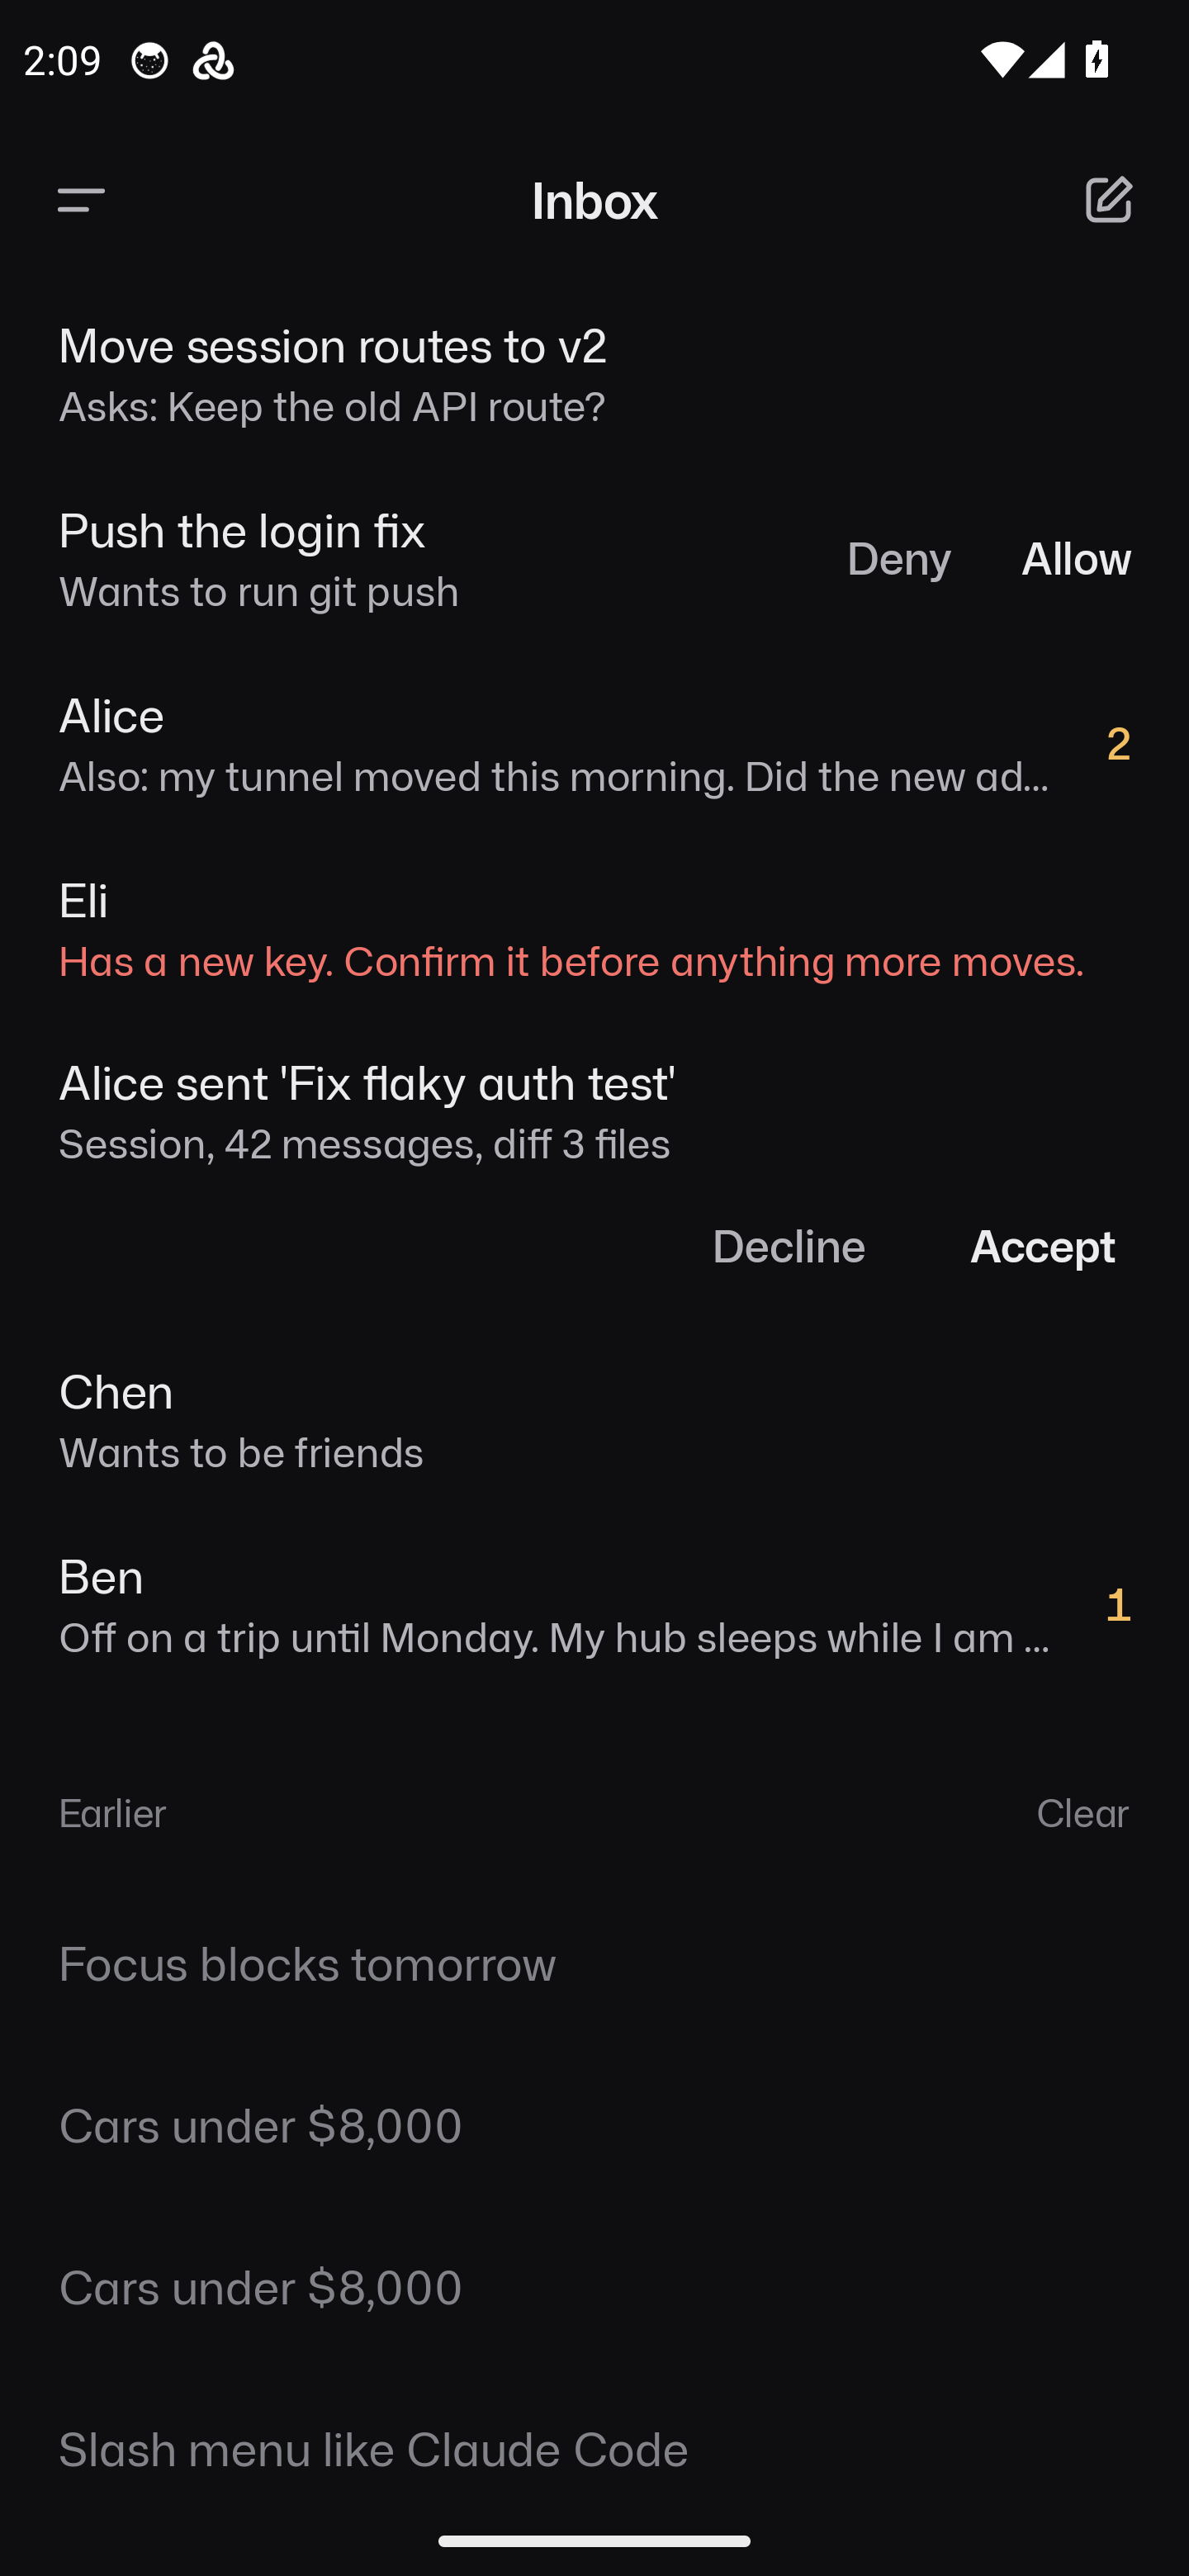 2:09
Inbox
Move session routes to v2
Asks: Keep the old API route?
Push the login fix
Wants to run git push
Deny
Allow
Alice
Also: my tunnel moved this morning. Did the new ad...
2
Eli
Has a new key. Confirm it before anything more moves.
Alice sent 'Fix flaky auth test'
Session, 42 messages, diff 3 files
Decline
Accept
Chen
Wants to be friends
Ben
Off on a trip until Monday. My hub sleeps while I am ...
1
Earlier
Clear
Focus blocks tomorrow
Cars under $8,000
Cars under $8,000
Slash menu like Claude Code